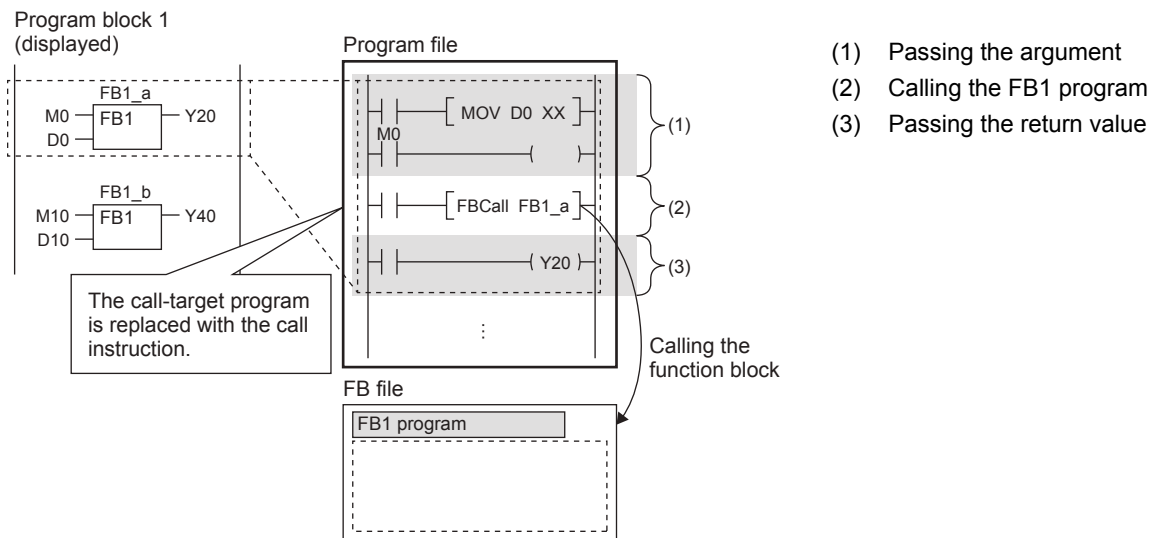 Program block 1
(displayed)
FB1_a
M0 FB1 Y20
D0
FB1_b
M10 FB1 Y40
D10
The call-target program
is replaced with the call
instruction.
Program file
MOV D0 XX
M0
(1)
FBCall FB1_a
(2)
Y20
(3)
Calling the
function block
FB file
FB1 program
(1) Passing the argument
(2) Calling the FB1 program
(3) Passing the return value